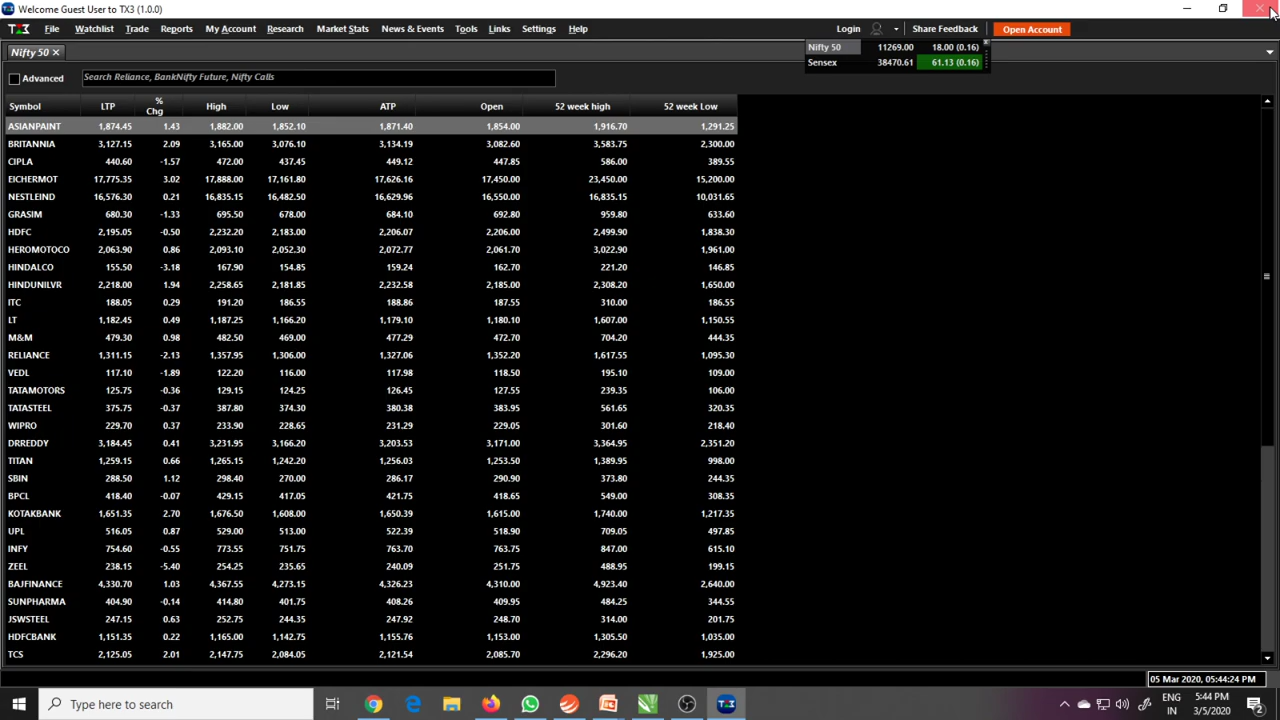 Welcome Guest User to TX3 (1.0.0)
TX3 File Watchlist Trade Reports My Account Research Market Stats News & Events Tools Links Settings Help Login Share Feedback Open Account
Nifty 50 11269.00 18.00 (0.16)
Sensex 38470.61 61.13 (0.16)
Nifty 50
Advanced Search Reliance, BankNifty Future, Nifty Calls
Symbol LTP % Chg High Low ATP Open 52 week high 52 week Low
ASIANPAINT 1,874.45 1.43 1,882.00 1,852.10 1,871.40 1,854.00 1,916.70 1,291.25
BRITANNIA 3,127.15 2.09 3,165.00 3,076.10 3,134.19 3,082.60 3,583.75 2,300.00
CIPLA 440.60 -1.57 472.00 437.45 449.12 447.85 586.00 389.55
EICHERMOT 17,775.35 3.02 17,888.00 17,161.80 17,626.16 17,450.00 23,450.00 15,200.00
NESTLEIND 16,576.30 0.21 16,835.15 16,482.50 16,629.96 16,550.00 16,835.15 10,031.65
GRASIM 680.30 -1.33 695.50 678.00 684.10 692.80 959.80 633.60
HDFC 2,195.05 -0.50 2,232.20 2,183.00 2,206.07 2,206.00 2,499.90 1,838.30
HEROMOTOCO 2,063.90 0.86 2,093.10 2,052.30 2,072.77 2,061.70 3,022.90 1,961.00
HINDALCO 155.50 -3.18 167.90 154.85 159.24 162.70 221.20 146.85
HINDUNILVR 2,218.00 1.94 2,258.65 2,181.85 2,232.58 2,185.00 2,308.20 1,650.00
ITC 188.05 0.29 191.20 186.55 188.86 187.55 310.00 186.55
LT 1,182.45 0.49 1,187.25 1,166.20 1,179.10 1,180.10 1,607.00 1,150.55
M&M 479.30 0.98 482.50 469.00 477.29 472.70 704.20 444.35
RELIANCE 1,311.15 -2.13 1,357.95 1,306.00 1,327.06 1,352.20 1,617.55 1,095.30
VEDL 117.10 -1.89 122.20 116.00 117.98 118.50 195.10 109.00
TATAMOTORS 125.75 -0.36 129.15 124.25 126.45 127.55 239.35 106.00
TATASTEEL 375.75 -0.37 387.80 374.30 380.38 383.95 561.65 320.35
WIPRO 229.70 0.37 233.90 228.65 231.29 229.05 301.60 218.40
DRREDDY 3,184.45 0.41 3,231.95 3,166.20 3,203.53 3,171.00 3,364.95 2,351.20
TITAN 1,259.15 0.66 1,265.15 1,242.20 1,256.03 1,253.50 1,389.95 998.00
SBIN 288.50 1.12 298.40 270.00 286.17 290.90 373.80 244.35
BPCL 418.40 -0.07 429.15 417.05 421.75 418.65 549.00 308.35
KOTAKBANK 1,651.35 2.70 1,676.50 1,608.00 1,650.39 1,615.00 1,740.00 1,217.35
UPL 516.05 0.87 529.00 513.00 522.39 518.90 709.05 497.85
INFY 754.60 -0.55 773.55 751.75 763.70 763.75 847.00 615.10
ZEEL 238.15 -5.40 254.25 235.65 240.09 251.75 488.95 199.15
BAJFINANCE 4,330.70 1.03 4,367.55 4,273.15 4,326.23 4,310.00 4,923.40 2,640.00
SUNPHARMA 404.90 -0.14 414.80 401.75 408.26 409.95 484.25 344.55
JSWSTEEL 247.15 0.63 252.75 244.35 247.92 248.70 314.00 201.75
HDFCBANK 1,151.35 0.22 1,165.00 1,142.75 1,155.76 1,153.00 1,305.50 1,035.00
TCS 2,125.05 2.01 2,147.75 2,084.05 2,121.54 2,085.70 2,296.20 1,925.00
05 Mar 2020, 05:44:24 PM
Type here to search
ENG 5:44 PM
IN 3/5/2020 2